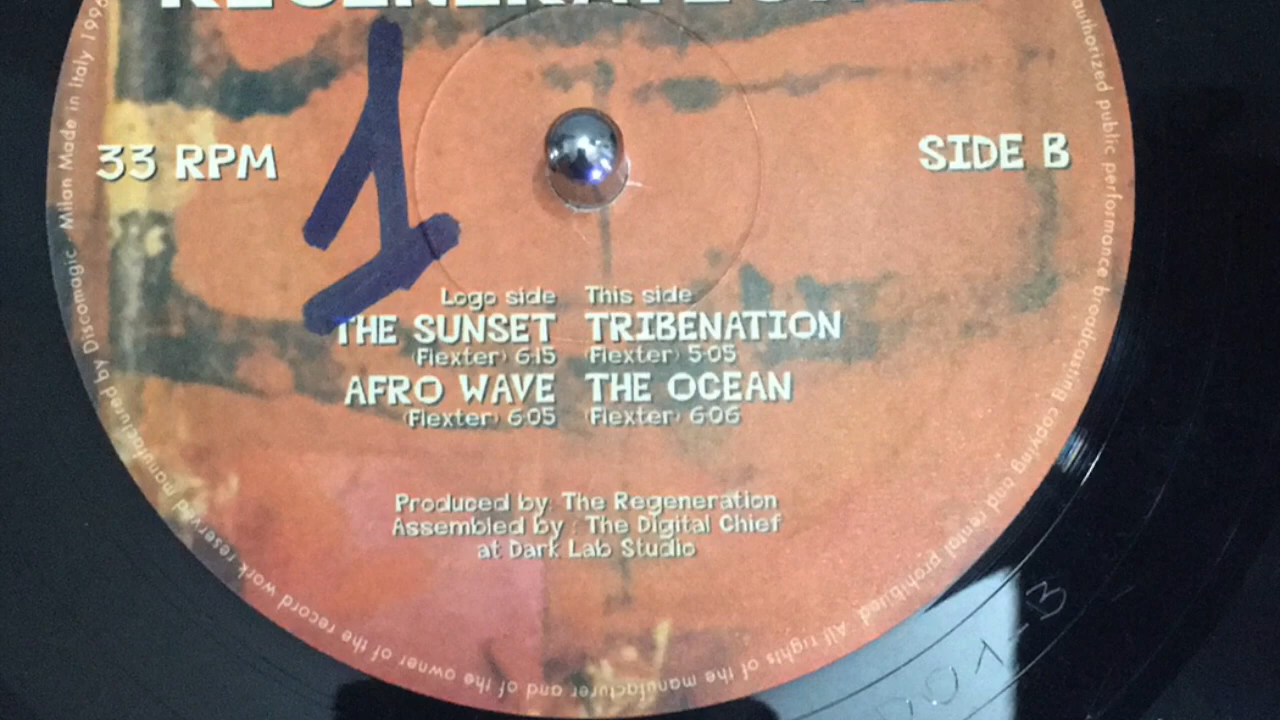 33 RPM
1
SIDE B
Logo side This side
THE SUNSET TRIBENATION
(Flexter) 6:15 (Flexter) 5:05
AFRO WAVE THE OCEAN
(Flexter) 6:05 (Flexter) 6:06
Produced by: The Regeneration
Assembled by : The Digital Chief
at Dark Lab Studio
authorized public performance broadcasting copying and rental prohibited. All rights of the manufacturer and of the owner of the record work reserved manufactured by Discomagic Milan Made in Italy